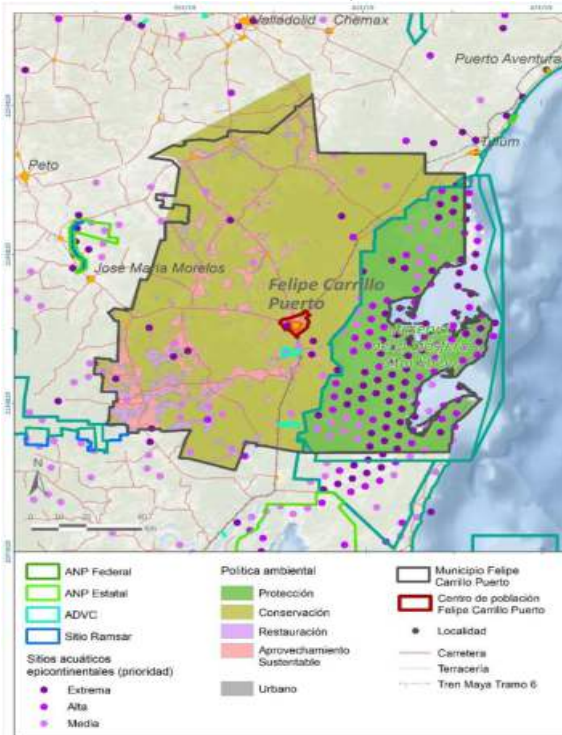 Valladolid
Chemax
Puerto Aventura
Tulum
Peto
José María Morelos
Felipe Carrillo
Puerto
N
km
ANP Federal
ANP Estatal
ADVC
Sitio Ramsar
Sitios acuáticos
epicontinentales (prioridad)
Extrema
Alta
Media
Política ambiental
Protección
Conservación
Restauración
Aprovechamiento
Sustentable
Urbano
Municipio Felipe
Carrillo Puerto
Centro de población
Felipe Carrillo Puerto
Localidad
Carretera
Terracería
Tren Maya Tramo 6